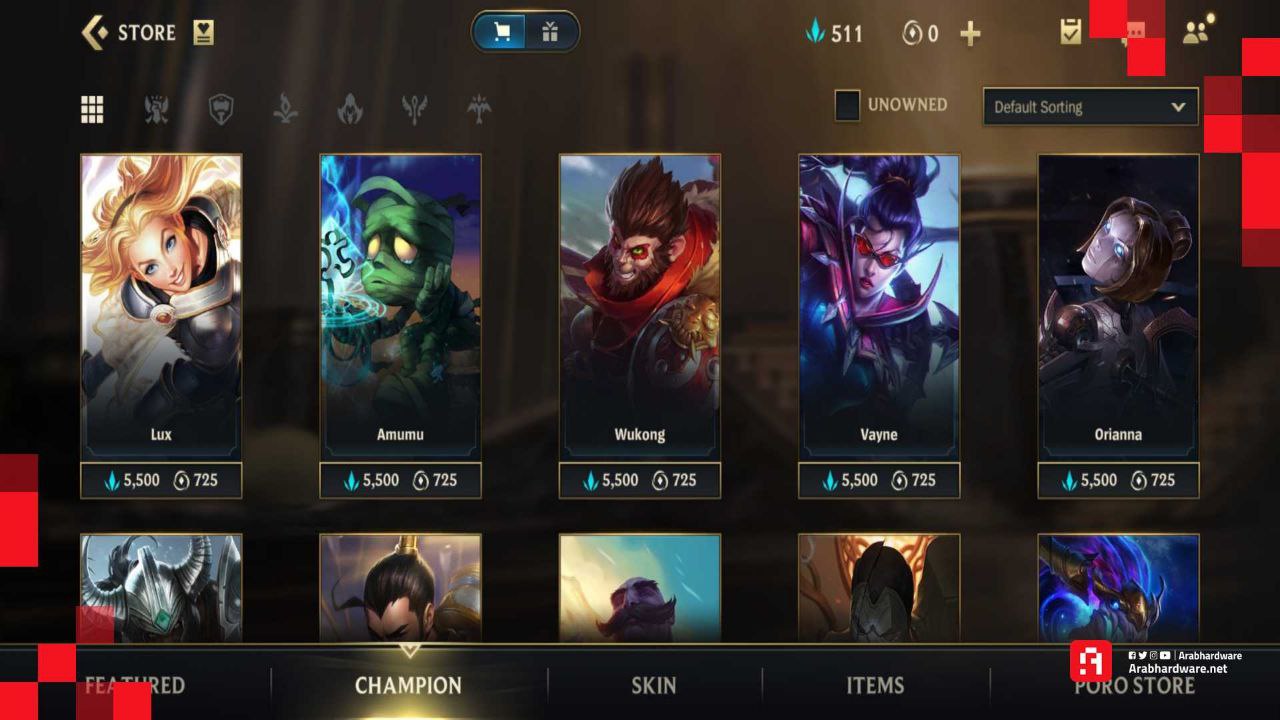 STORE
511
0
UNOWNED
Default Sorting
Lux
Amumu
Wukong
Vayne
Orianna
5,500 725
5,500 725
5,500 725
5,500 725
5,500 725
FEATURED
CHAMPION
SKIN
ITEMS
PORO STORE
Arabhardware
Arabhardware.net